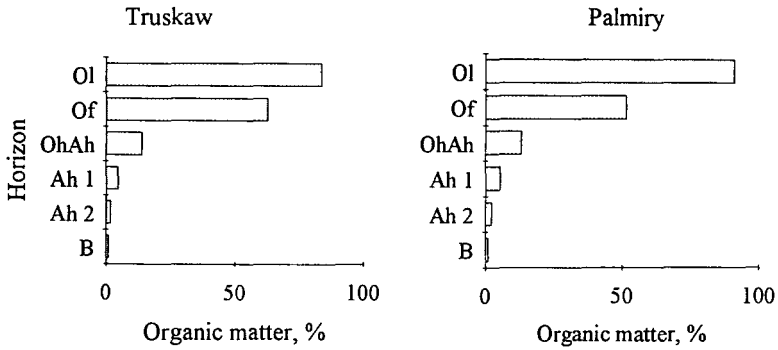 Truskaw
Palmiry
Horizon
Ol
Of
OhAh
Ah 1
Ah 2
B
0
50
100
Organic matter, %
Ol
Of
OhAh
Ah 1
Ah 2
B
0
50
100
Organic matter, %